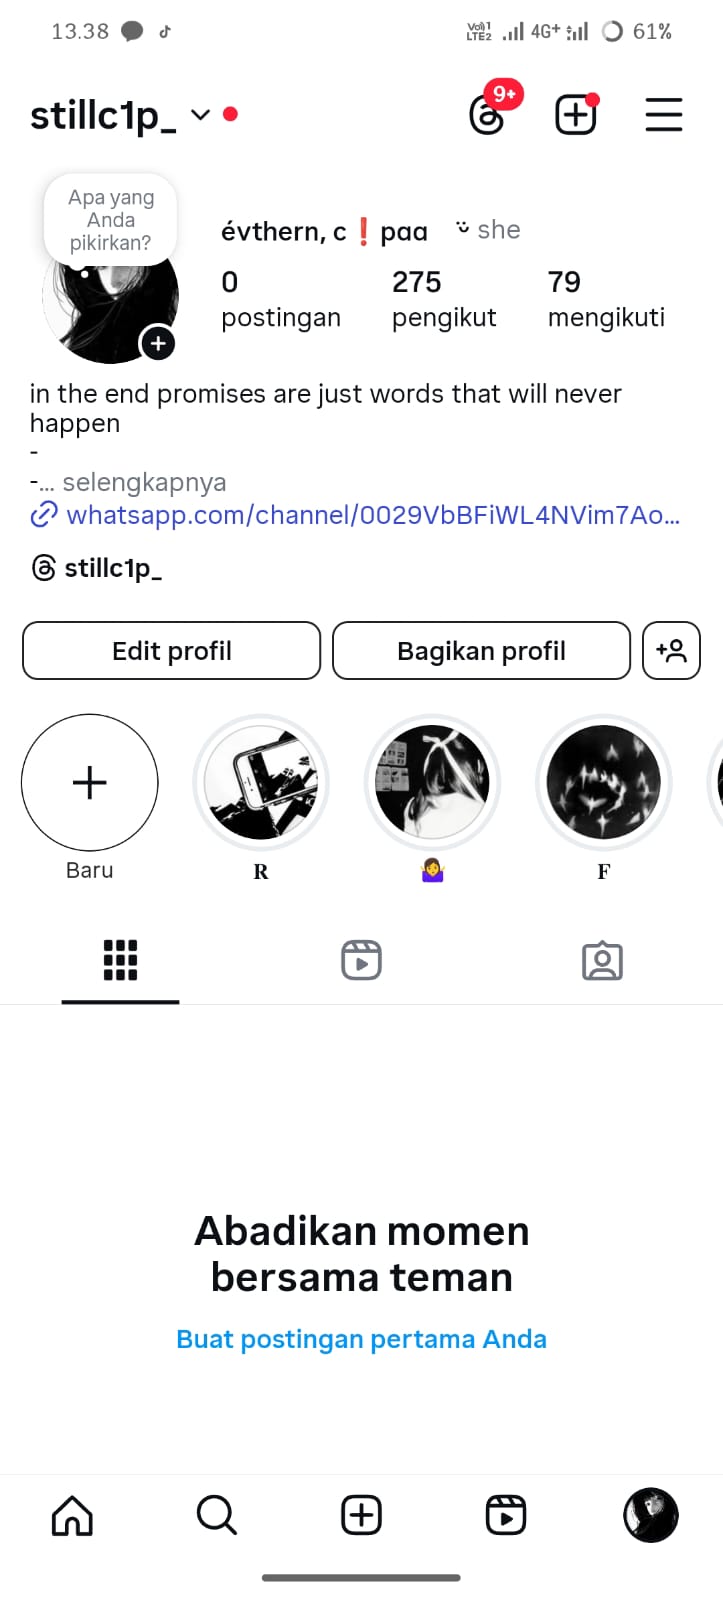 13.38
Vo)) 1
LTE2
4G+
61%
stillc1p_
9+
Apa yang
Anda
pikirkan?
évthern, c❗paa ॱ she
0
275
79
postingan
pengikut
mengikuti
in the end promises are just words that will never
happen
-
-... selengkapnya
whatsapp.com/channel/0029VbBFiWL4NVim7Ao...
stillc1p_
Edit profil
Bagikan profil
Baru
R
🤷‍♀️
F
Abadikan momen
bersama teman
Buat postingan pertama Anda